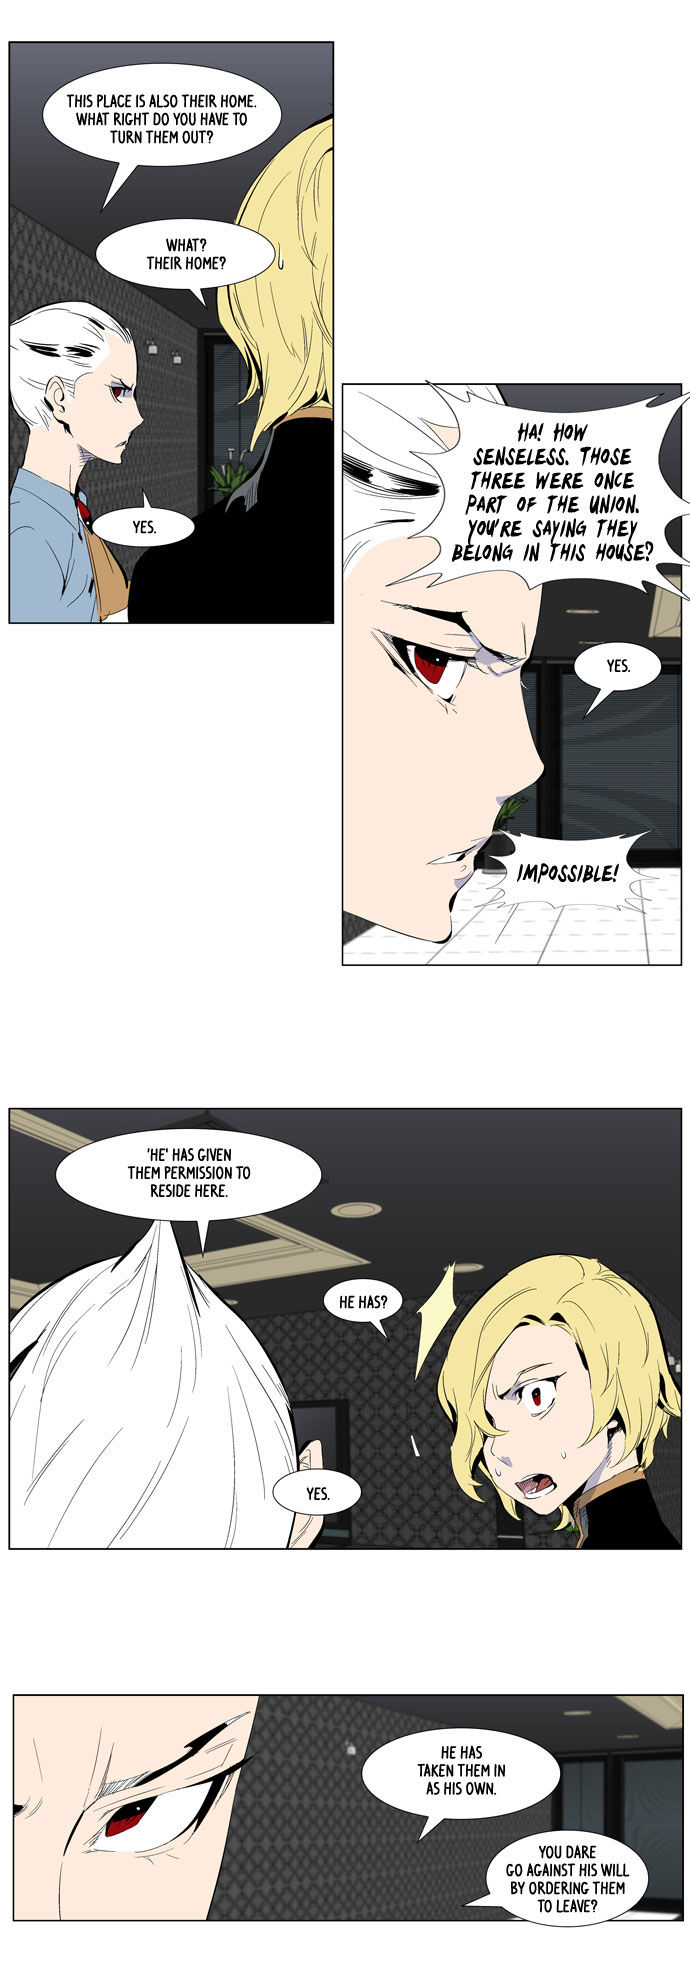 THIS PLACE IS ALSO THEIR HOME.
WHAT RIGHT DO YOU HAVE TO
TURN THEM OUT?
WHAT?
THEIR HOME?
YES.
HA! HOW
SENSELESS. THOSE
THREE WERE ONCE
PART OF THE UNION.
YOU'RE SAYING THEY
BELONG IN THIS HOUSE?
YES.
IMPOSSIBLE!
'HE' HAS GIVEN
THEM PERMISSION TO
RESIDE HERE.
HE HAS?
YES.
HE HAS
TAKEN THEM IN
AS HIS OWN.
YOU DARE
GO AGAINST HIS WILL
BY ORDERING THEM
TO LEAVE?